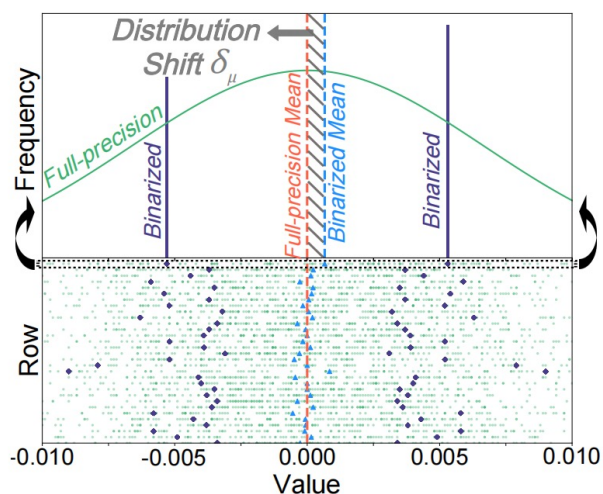 Distribution
Shift δμ
Frequency
Full-precision
Binarized
Full-precision Mean
Binarized Mean
Binarized
Row
-0.010
-0.005
0.000
0.005
0.010
Value